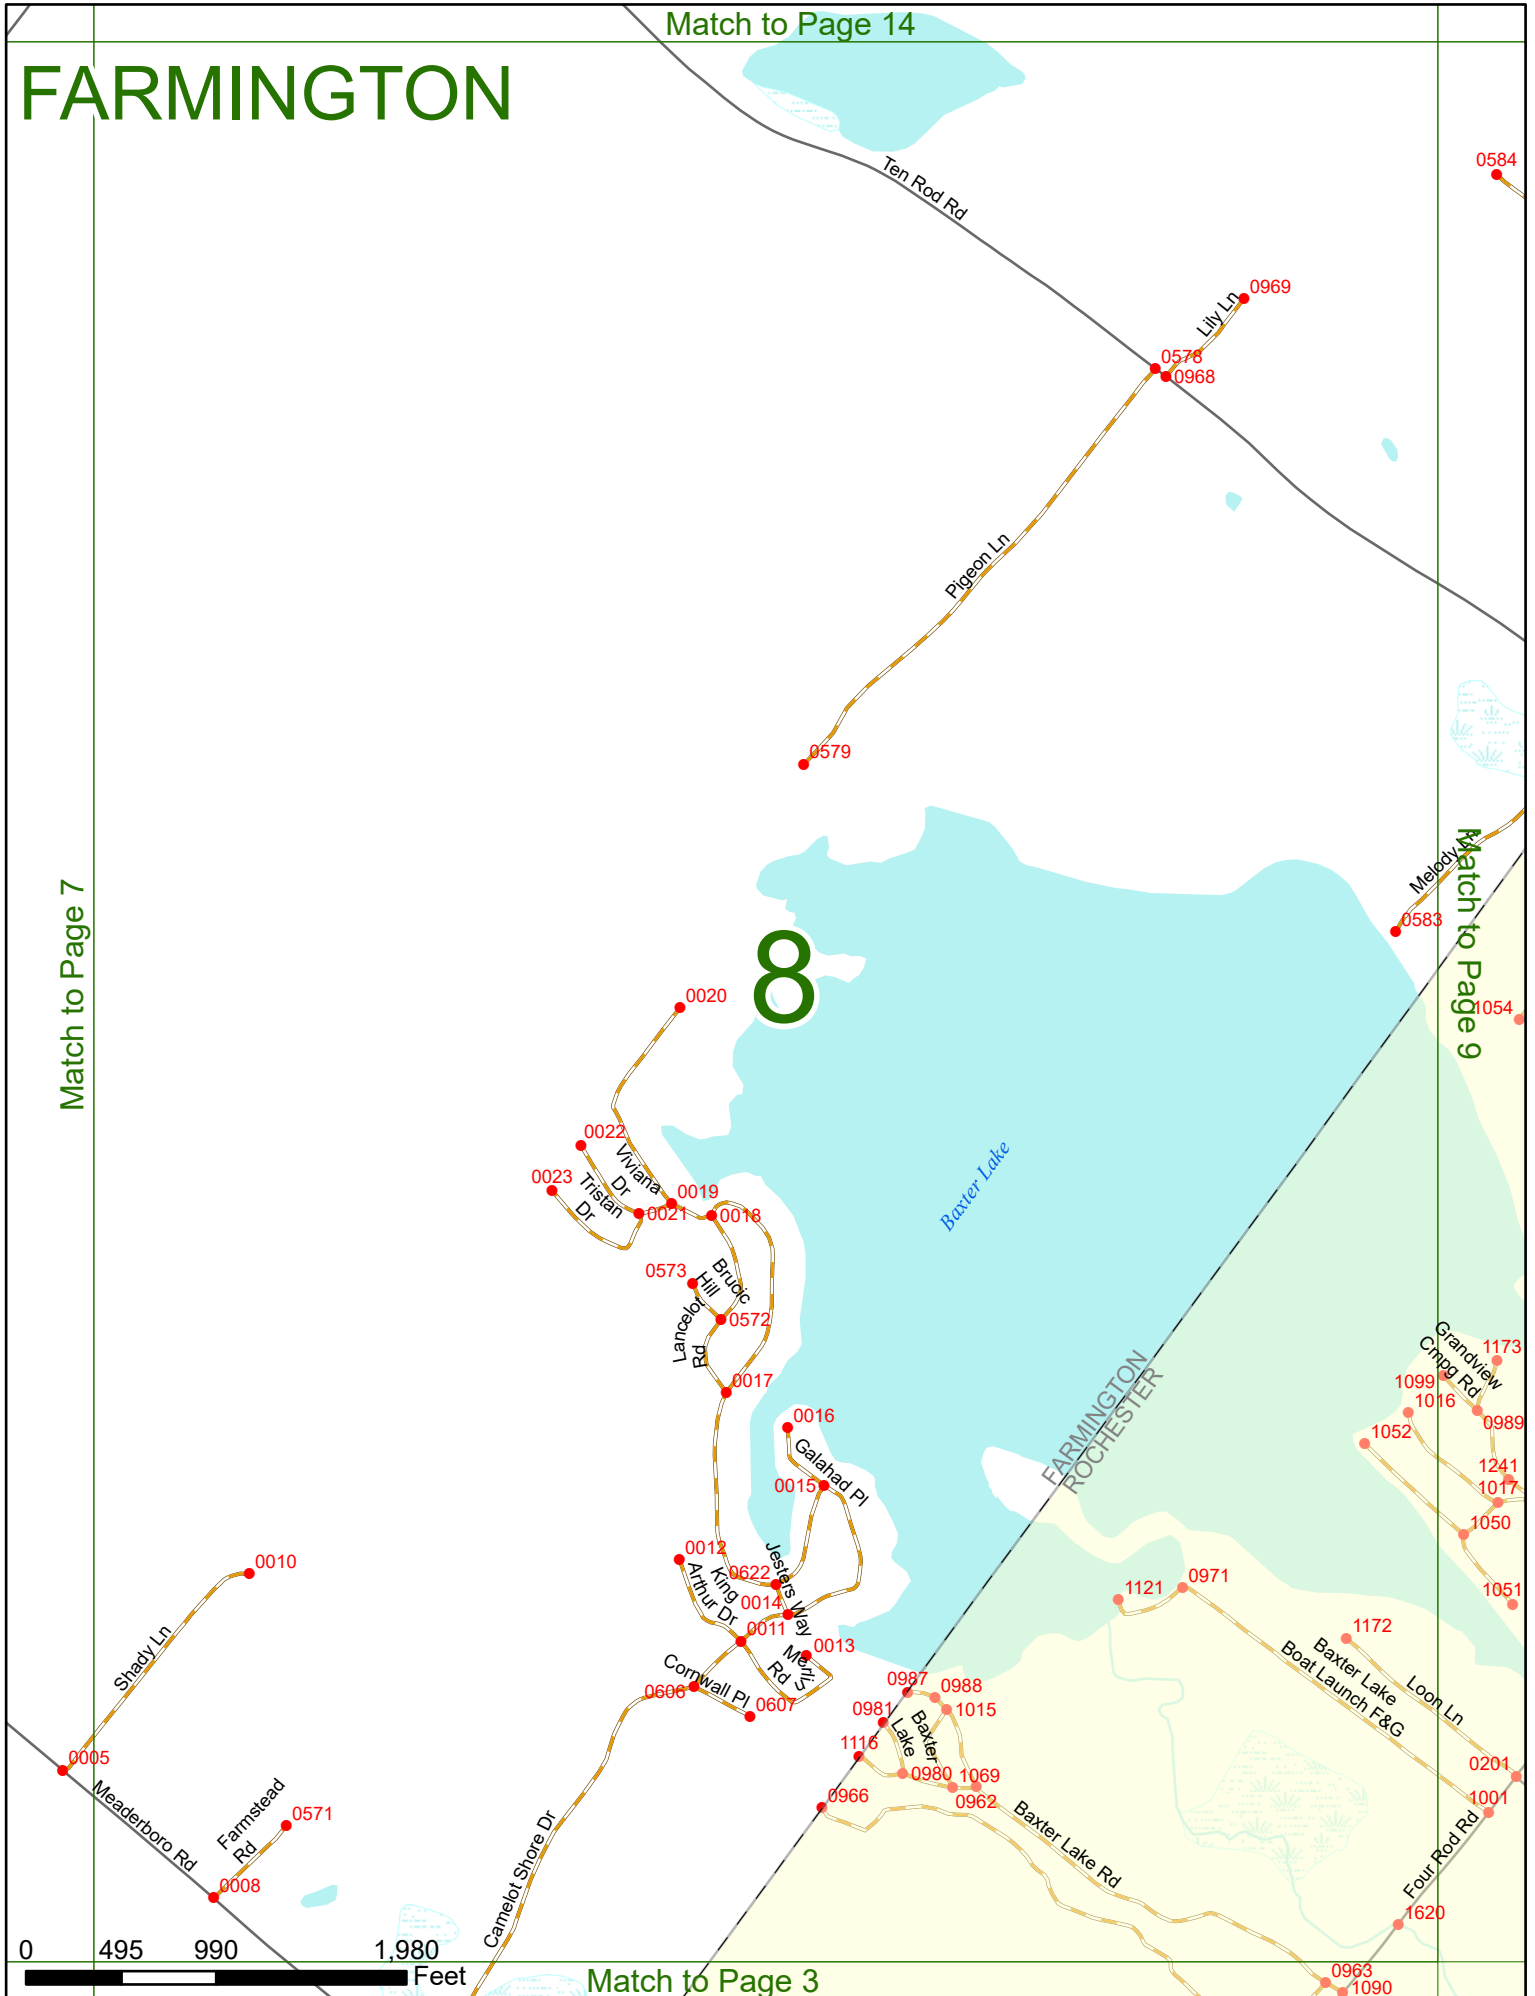 Match to Page 14
FARMINGTON
0584
Ten Rod Rd
0969
Lily Ln
0578
0968
Pigeon Ln
0579
Match to Page 7
8
Melody
Match to Page 9
0583
1054
0020
0022
Viviana
Dr
0023
Tristan
Dr
0019
0021
0018
Baxter Lake
0573
Brucic
Hill
0572
Lancelot
Rd
0017
FARMINGTON
ROCHESTER
Grandview
Cmpg Rd
1173
1099
1016
0989
1052
0016
Galahad Pl
0015
1241
1017
1050
0010
0012
King
Arthur Dr
0622
Jesters Way
0014
0011
0013
Merlin
Rd
1121
0971
1051
1172
Baxter Lake
Boat Launch F&G
Loon Ln
Shady Ln
Cornwall Pl
0606
0607
0987
0988
0981
1015
Baxter
Lake
1116
0980
1069
0962
0966
0005
0201
1001
Meaderboro Rd
Farmstead
Rd
0571
0008
Camelot Shore Dr
Baxter Lake Rd
Four Rod Rd
1620
0963
1090
0 495 990 1,980
Feet
Match to Page 3